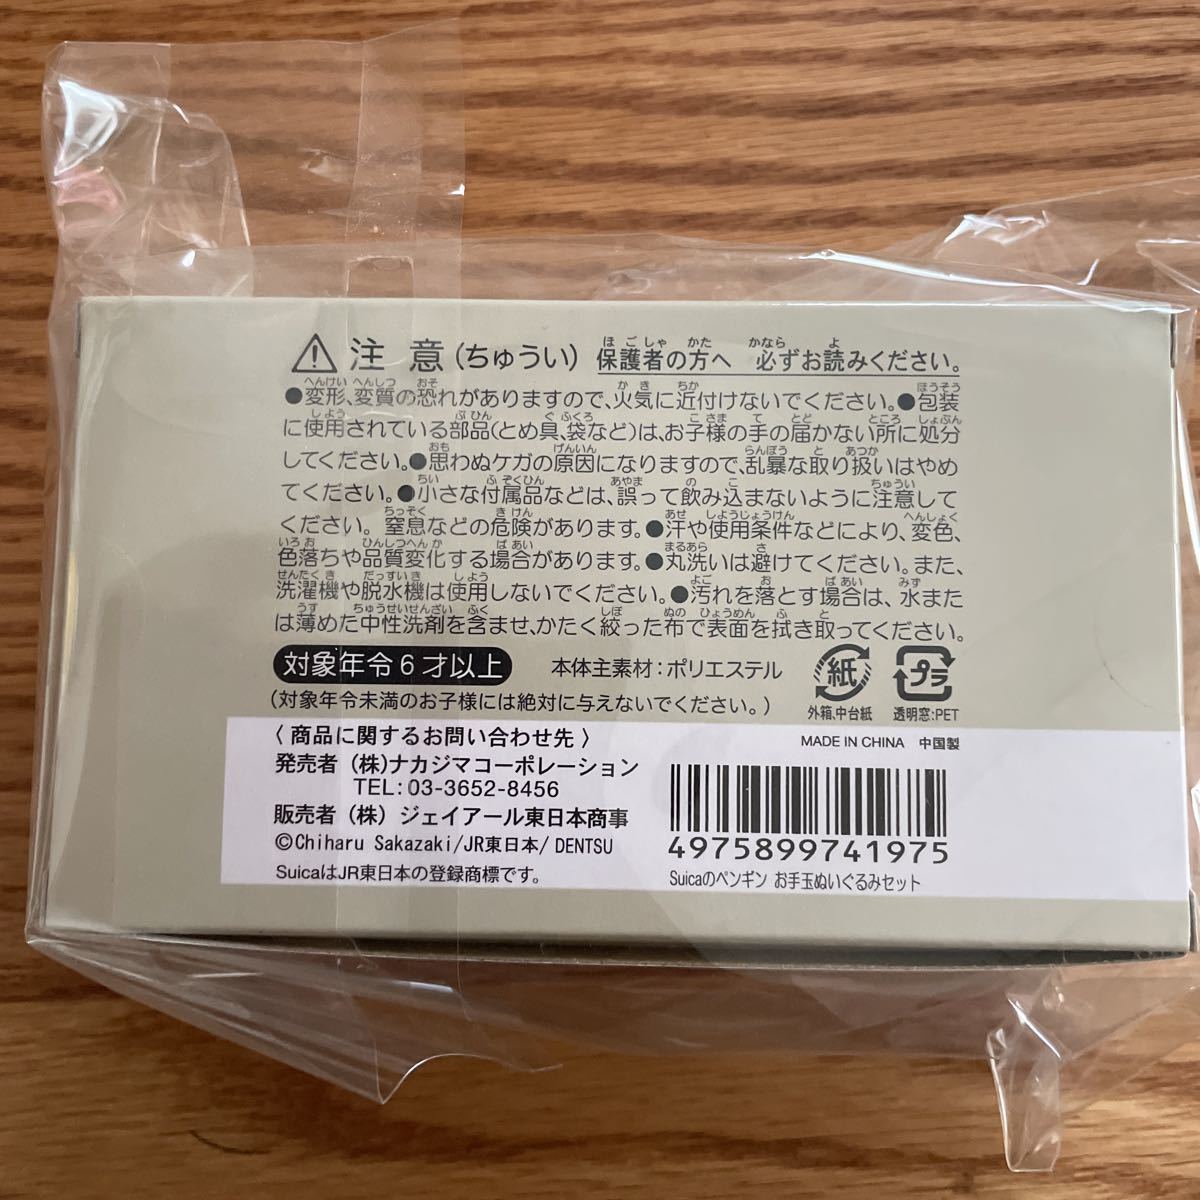 ⚠ 注意(ちゅうい) 保護者の方へ 必ずお読みください。
●変形、変質の恐れがありますので、火気に近付けないでください。●包装
に使用されている部品(とめ具、袋など)は、お子様の手の届かない所に処分
してください。●思わぬケガの原因になりますので、乱暴な取り扱いはやめ
てください。●小さな付属品などは、誤って飲み込まないように注意して
ください。窒息などの危険があります。●汗や使用条件などにより、変色、
色落ちや品質変化する場合があります。●丸洗いは避けてください。また、
洗濯機や脱水機は使用しないでください。●汚れを落とす場合は、水また
は薄めた中性洗剤を含ませ、かたく絞った布で表面を拭き取ってください。
対象年令6才以上 本体主素材:ポリエステル
紙 プラ
外箱、中台紙 透明窓:PET
(対象年令未満のお子様には絶対に与えないでください。)
MADE IN CHINA 中国製
〈商品に関するお問い合わせ先〉
発売者 (株)ナカジマコーポレーション
TEL:03-3652-8456
販売者 (株) ジェイアール東日本商事
©Chiharu Sakazaki/JR東日本/ DENTSU
SuicaはJR東日本の登録商標です。
4975899741975
Suicaのペンギン お手玉ぬいぐるみセット